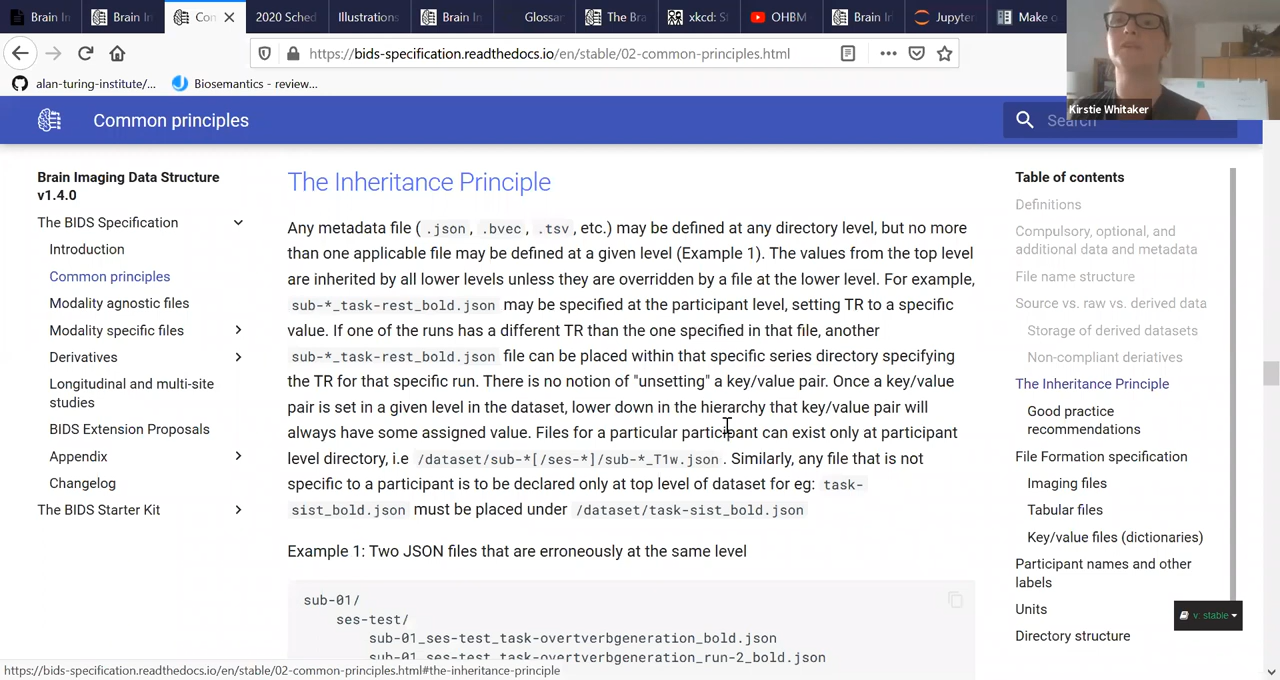 Brain In
Brain In
Con
2020 Sched
Illustrations
Brain In
Glossar
The Bra
xkcd: S
OHBM
Brain In
Jupyter
Make o
https://bids-specification.readthedocs.io/en/stable/02-common-principles.html
alan-turing-institute/...
Biosemantics - review...
Kirstie Whitaker
Common principles
Search
Brain Imaging Data Structure
v1.4.0
The BIDS Specification
Introduction
Common principles
Modality agnostic files
Modality specific files
Derivatives
Longitudinal and multi-site
studies
BIDS Extension Proposals
Appendix
Changelog
The BIDS Starter Kit
The Inheritance Principle
Any metadata file ( .json, .bvec, .tsv, etc.) may be defined at any directory level, but no more
than one applicable file may be defined at a given level (Example 1). The values from the top level
are inherited by all lower levels unless they are overridden by a file at the lower level. For example,
sub-*_task-rest_bold.json may be specified at the participant level, setting TR to a specific
value. If one of the runs has a different TR than the one specified in that file, another
sub-*_task-rest_bold.json file can be placed within that specific series directory specifying
the TR for that specific run. There is no notion of "unsetting" a key/value pair. Once a key/value
pair is set in a given level in the dataset, lower down in the hierarchy that key/value pair will
always have some assigned value. Files for a particular participant can exist only at participant
level directory, i.e /dataset/sub-*[/ses-*]/sub-*_T1w.json. Similarly, any file that is not
specific to a participant is to be declared only at top level of dataset for eg: task-
sist_bold.json must be placed under /dataset/task-sist_bold.json
Example 1: Two JSON files that are erroneously at the same level
sub-01/
ses-test/
sub-01_ses-test_task-overtverbgeneration_bold.json
sub-01_ses-test_task-overtverbgeneration_run-2_bold.json
Table of contents
Definitions
Compulsory, optional, and
additional data and metadata
File name structure
Source vs. raw vs. derived data
Storage of derived datasets
Non-compliant derivatives
The Inheritance Principle
Good practice
recommendations
File Formation specification
Imaging files
Tabular files
Key/value files (dictionaries)
Participant names and other
labels
Units
Directory structure
v: stable
https://bids-specification.readthedocs.io/en/stable/02-common-principles.html#the-inheritance-principle